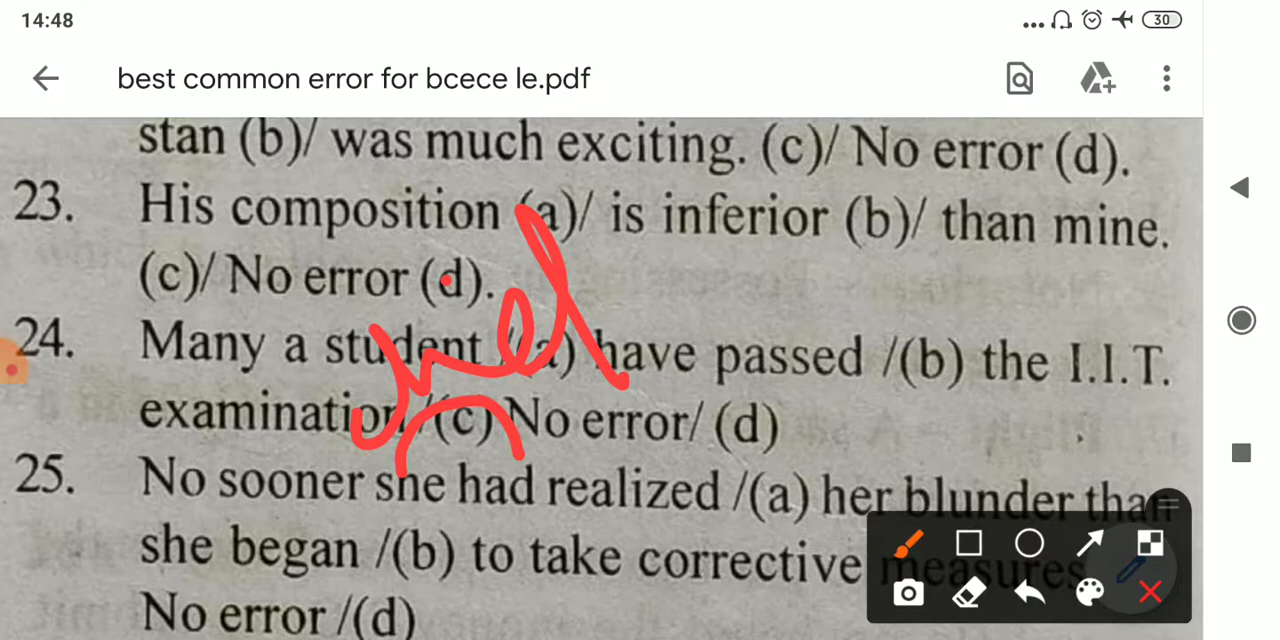 14:48
30
best common error for bcece le.pdf
stan (b)/ was much exciting. (c)/ No error (d).
23. His composition (a)/ is inferior (b)/ than mine.
(c)/ No error (d).
24. Many a student /(a) have passed /(b) the I.I.T.
examination /(c) No error/ (d)
25. No sooner she had realized /(a) her blunder than
she began /(b) to take corrective measures
No error /(d)